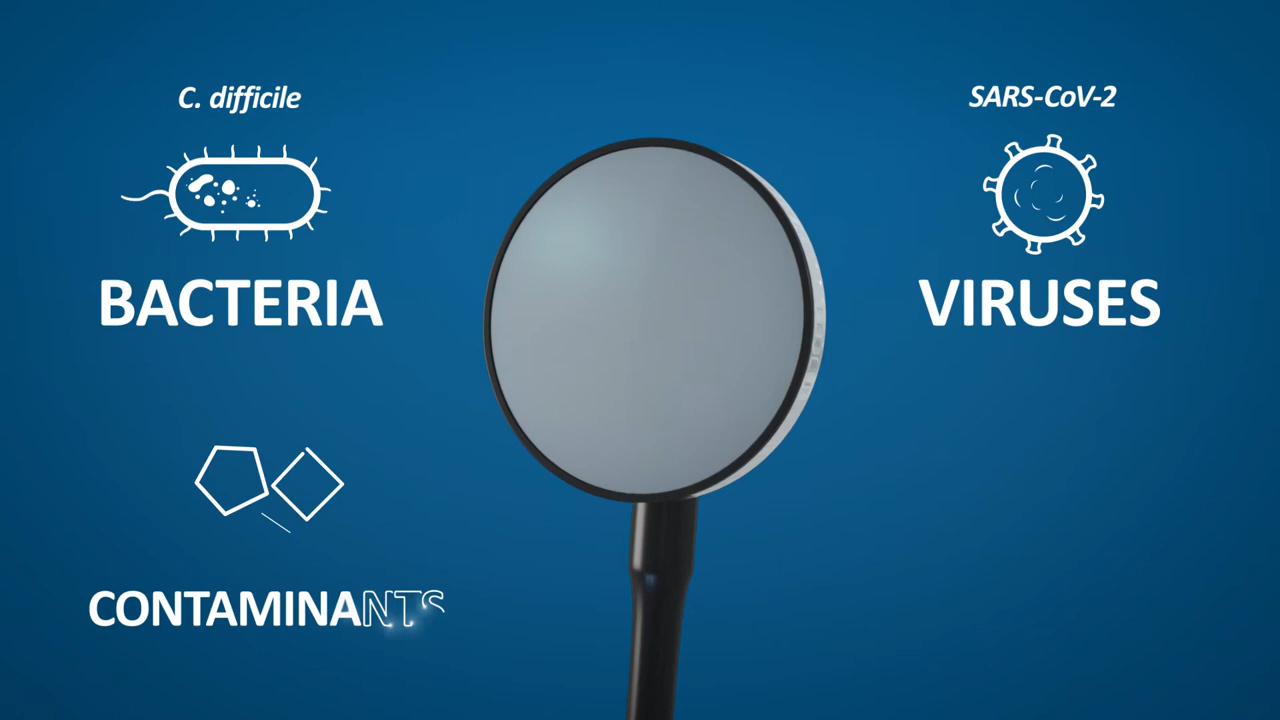 C. difficile
BACTERIA
SARS-CoV-2
VIRUSES
CONTAMINANTS